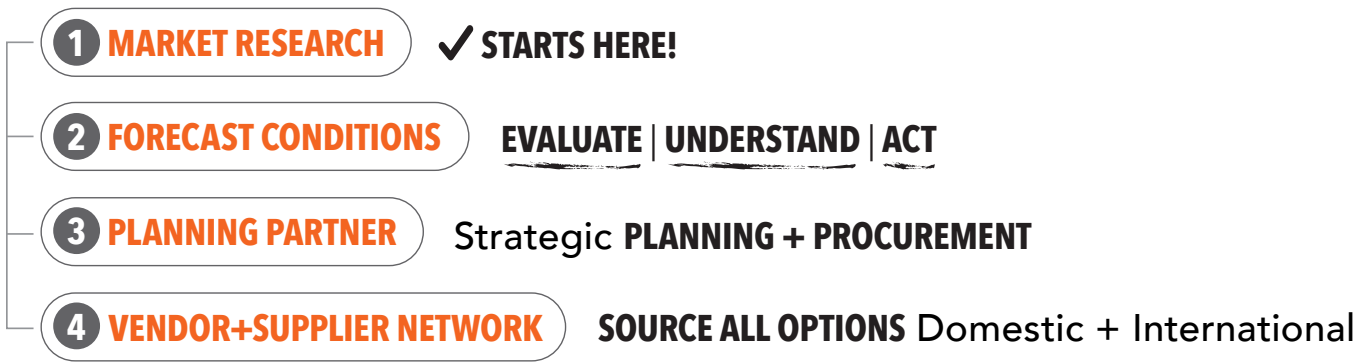 1 MARKET RESEARCH ✓ STARTS HERE!
2 FORECAST CONDITIONS EVALUATE | UNDERSTAND | ACT
3 PLANNING PARTNER Strategic PLANNING + PROCUREMENT
4 VENDOR+SUPPLIER NETWORK SOURCE ALL OPTIONS Domestic + International